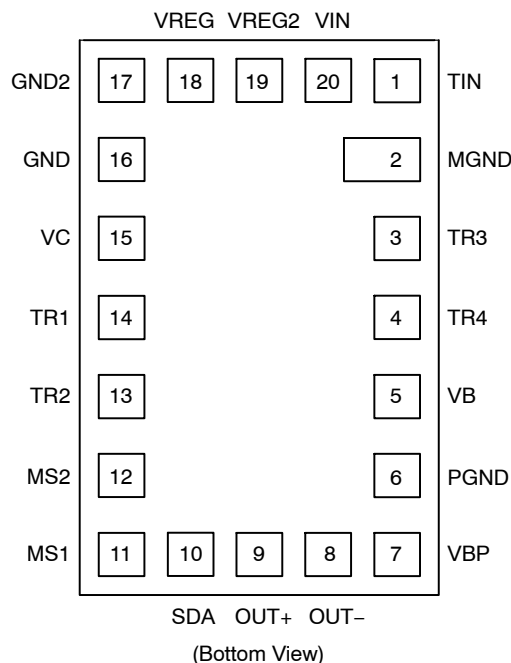 VREG VREG2 VIN
GND2 17 18 19 20 1 TIN
GND 16 2 MGND
VC 15 3 TR3
TR1 14 4 TR4
TR2 13 5 VB
MS2 12 6 PGND
MS1 11 10 9 8 7 VBP
SDA OUT+ OUT−
(Bottom View)